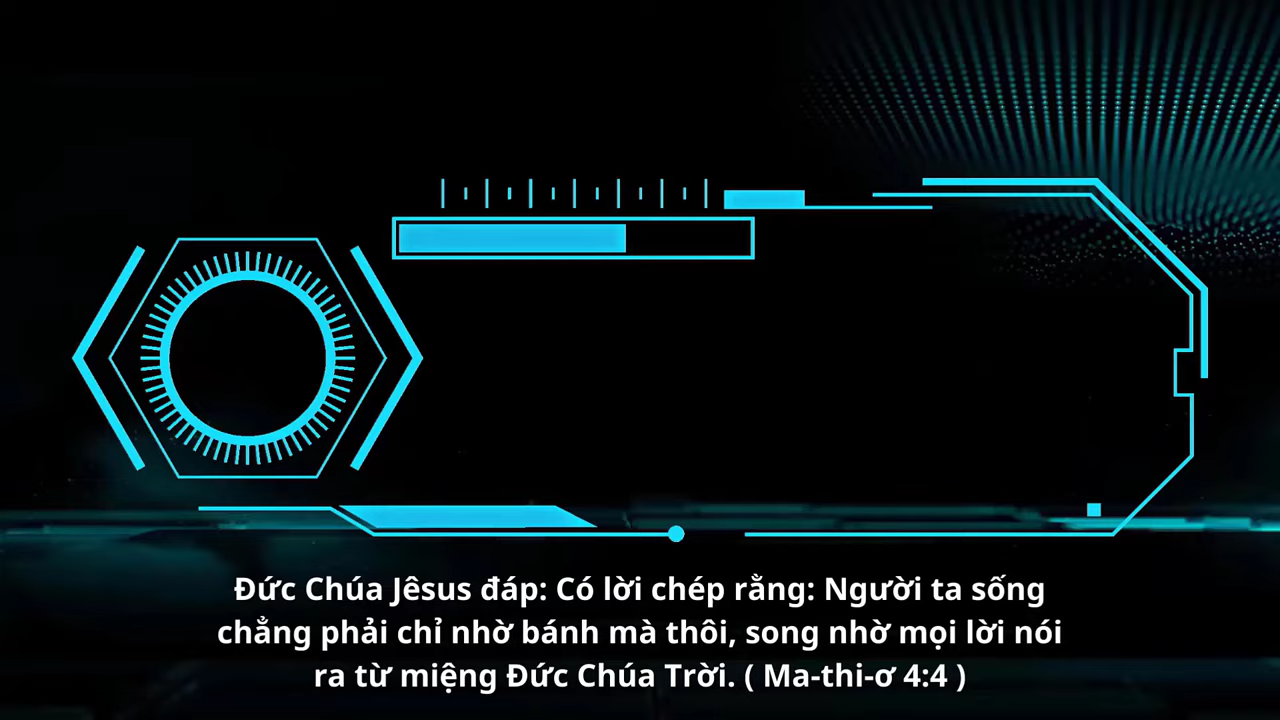 Đức Chúa Jêsus đáp: Có lời chép rằng: Người ta sống
chẳng phải chỉ nhờ bánh mà thôi, song nhờ mọi lời nói
ra từ miệng Đức Chúa Trời. ( Ma-thi-ơ 4:4 )